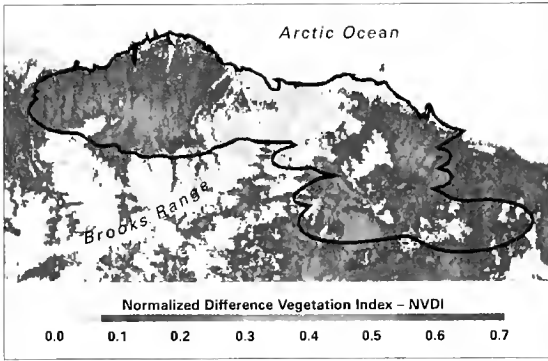 Arctic Ocean
Brooks Range
Normalized Difference Vegetation Index – NVDI
0.0 0.1 0.2 0.3 0.4 0.5 0.6 0.7